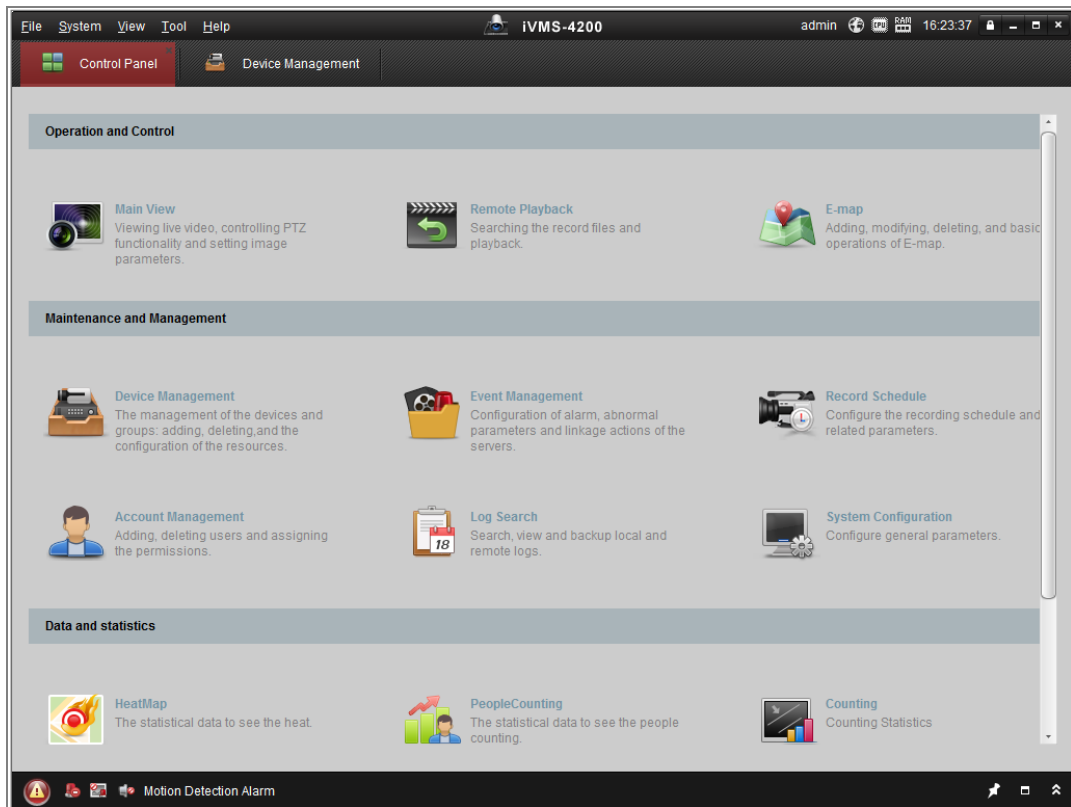 File System View Tool Help
iVMS-4200
admin CPU RAM 16:23:37
Control Panel
Device Management
Operation and Control
Main View
Viewing live video, controlling PTZ
functionality and setting image
parameters.
Remote Playback
Searching the record files and
playback.
E-map
Adding, modifying, deleting, and basic
operations of E-map.
Maintenance and Management
Device Management
The management of the devices and
groups: adding, deleting,and the
configuration of the resources.
Event Management
Configuration of alarm, abnormal
parameters and linkage actions of the
servers.
Record Schedule
Configure the recording schedule and
related parameters.
Account Management
Adding, deleting users and assigning
the permissions.
18
Log Search
Search, view and backup local and
remote logs.
System Configuration
Configure general parameters.
Data and statistics
HeatMap
The statistical data to see the heat.
PeopleCounting
The statistical data to see the people
counting.
Counting
Counting Statistics
Motion Detection Alarm